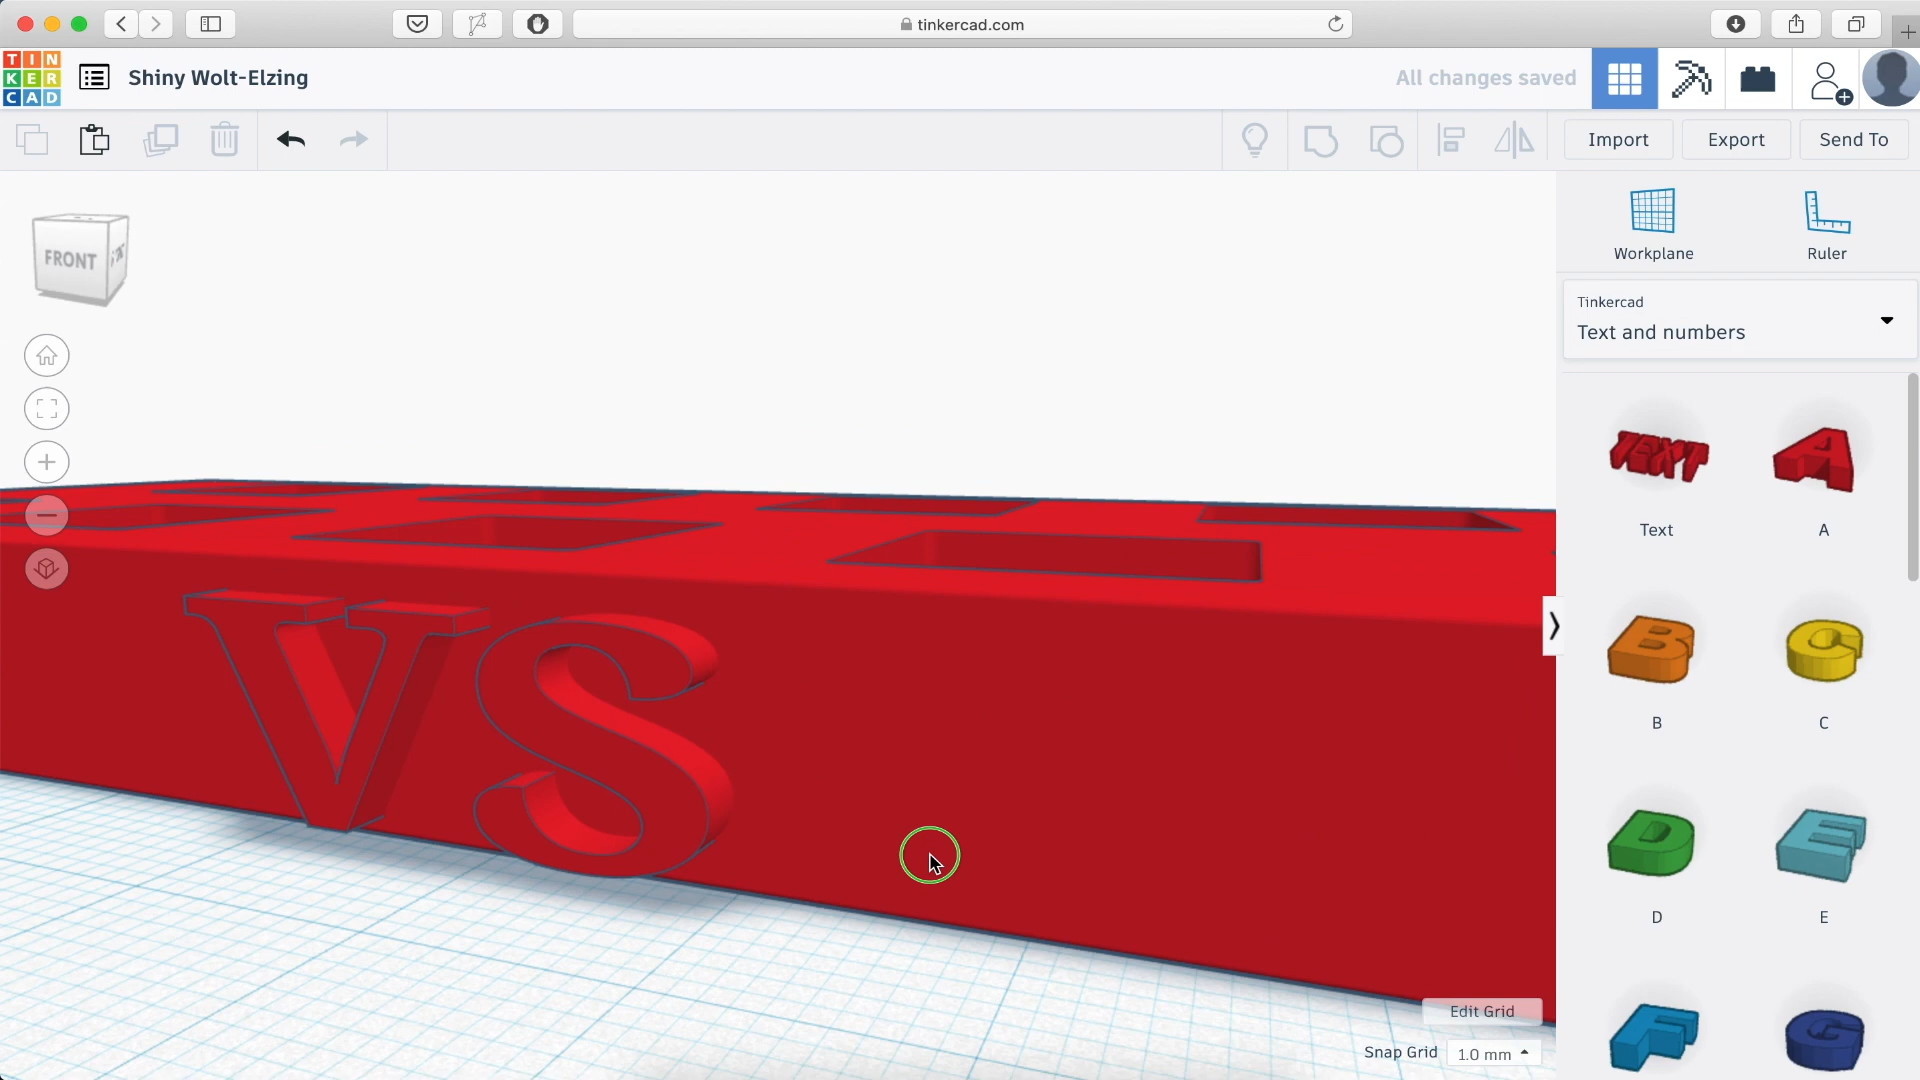 tinkercad.com
TIN
KER
CAD
Shiny Wolt-Elzing
All changes saved
Import
Export
Send To
FRONT
Workplane
Ruler
Tinkercad
Text and numbers
TEXT
A
Text
A
B
C
B
C
D
E
D
E
F
G
VS
Edit Grid
Snap Grid
1.0 mm